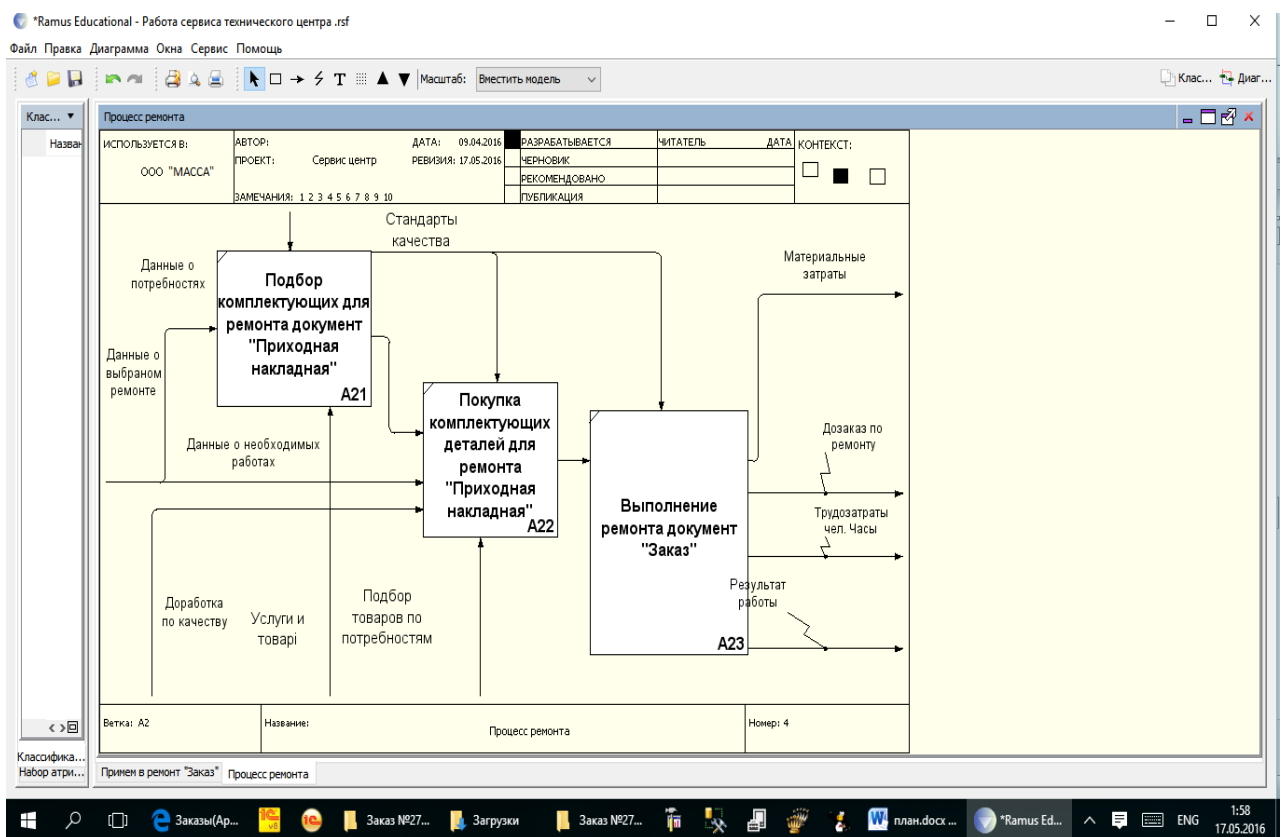 *Ramus Educational - Работа сервиса технического центра .rsf
Файл Правка Диаграмма Окна Сервис Помощь
Масштаб: Вместить модель
Клас... Диаг...
Клас...
Назван
Процесс ремонта
ИСПОЛЬЗУЕТСЯ В:
ООО "МАССА"
АВТОР:
ДАТА: 09.04.2016
ПРОЕКТ: Сервис центр
РЕВИЗИЯ: 17.05.2016
ЗАМЕЧАНИЯ: 1 2 3 4 5 6 7 8 9 10
РАЗРАБАТЫВАЕТСЯ
ЧЕРНОВИК
РЕКОМЕНДОВАНО
ПУБЛИКАЦИЯ
ЧИТАТЕЛЬ ДАТА
КОНТЕКСТ:
Стандарты
качества
Данные о
потребностях
Подбор
комплектующих для
ремонта документ
"Приходная
накладная"
A21
Материальные
затраты
Данные о
выбраном
ремонте
Покупка
комплектующих
деталей для
ремонта
"Приходная
накладная"
A22
Данные о необходимых
работах
Дозаказ по
ремонту
Выполнение
ремонта документ
"Заказ"
A23
Трудозатраты
чел. Часы
Результат
работы
Доработка
по качеству
Услуги и
товарі
Подбор
товаров по
потребностям
Ветка: A2
Название:
Процесс ремонта
Номер: 4
Классифика...
Набор атри...
Примем в ремонт "Заказ"
Процесс ремонта
Заказы(Ар...
Заказ №27...
Загрузки
Заказ №27...
план.docx ...
*Ramus Ed...
ENG
1:58
17.05.2016